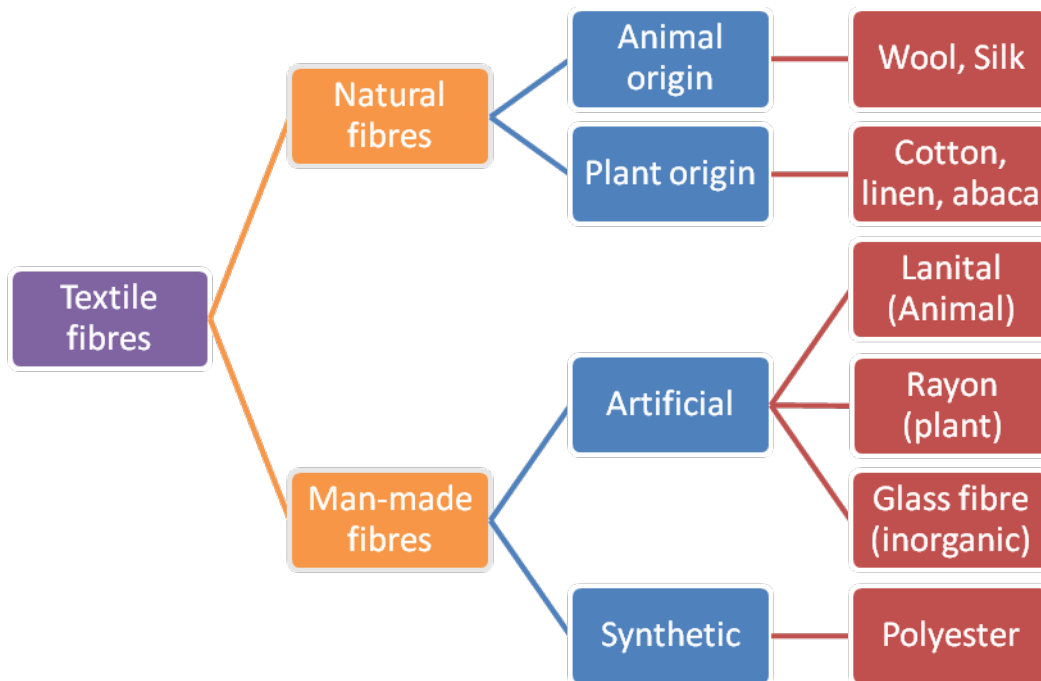 Textile
fibres
Natural
fibres
Man-made
fibres
Animal
origin
Plant origin
Artificial
Synthetic
Wool, Silk
Cotton,
linen, abaca
Lanital
(Animal)
Rayon
(plant)
Glass fibre
(inorganic)
Polyester